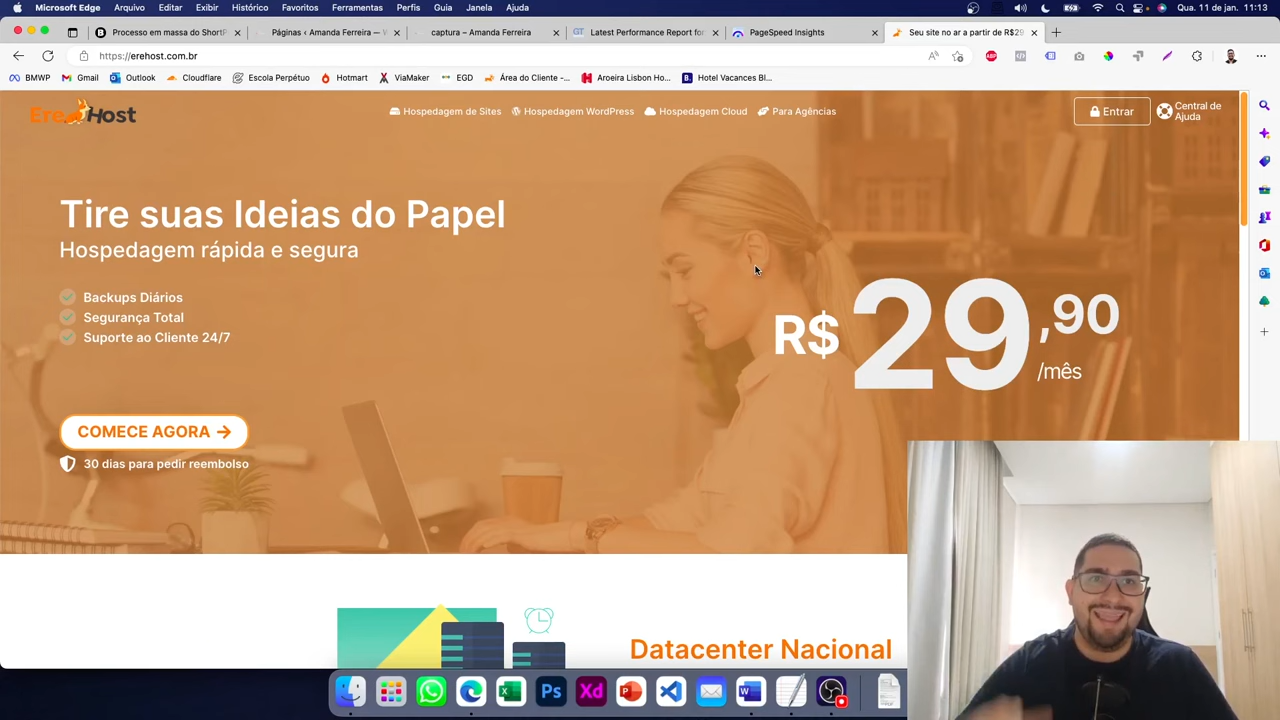 Microsoft Edge Arquivo Editar Exibir Histórico Favoritos Ferramentas Perfis Guia Janela Ajuda Qua. 11 de jan. 11:13
Processo em massa do ShortP Páginas ‹ Amanda Ferreira — W captura – Amanda Ferreira GT Latest Performance Report for PageSpeed Insights Seu site no ar a partir de R$29
https://erehost.com.br
BMWP Gmail Outlook Cloudflare Escola Perpétuo Hotmart ViaMaker EGD Área do Cliente -... Aroeira Lisbon Ho... B. Hotel Vacances Bl...
EreHost Hospedagem de Sites Hospedagem WordPress Hospedagem Cloud Para Agências Entrar Central de
Ajuda
Tire suas Ideias do Papel
Hospedagem rápida e segura
Backups Diários
Segurança Total
Suporte ao Cliente 24/7
R$ 29,90
/mês
COMECE AGORA
30 dias para pedir reembolso
Datacenter Nacional
Ps Xd